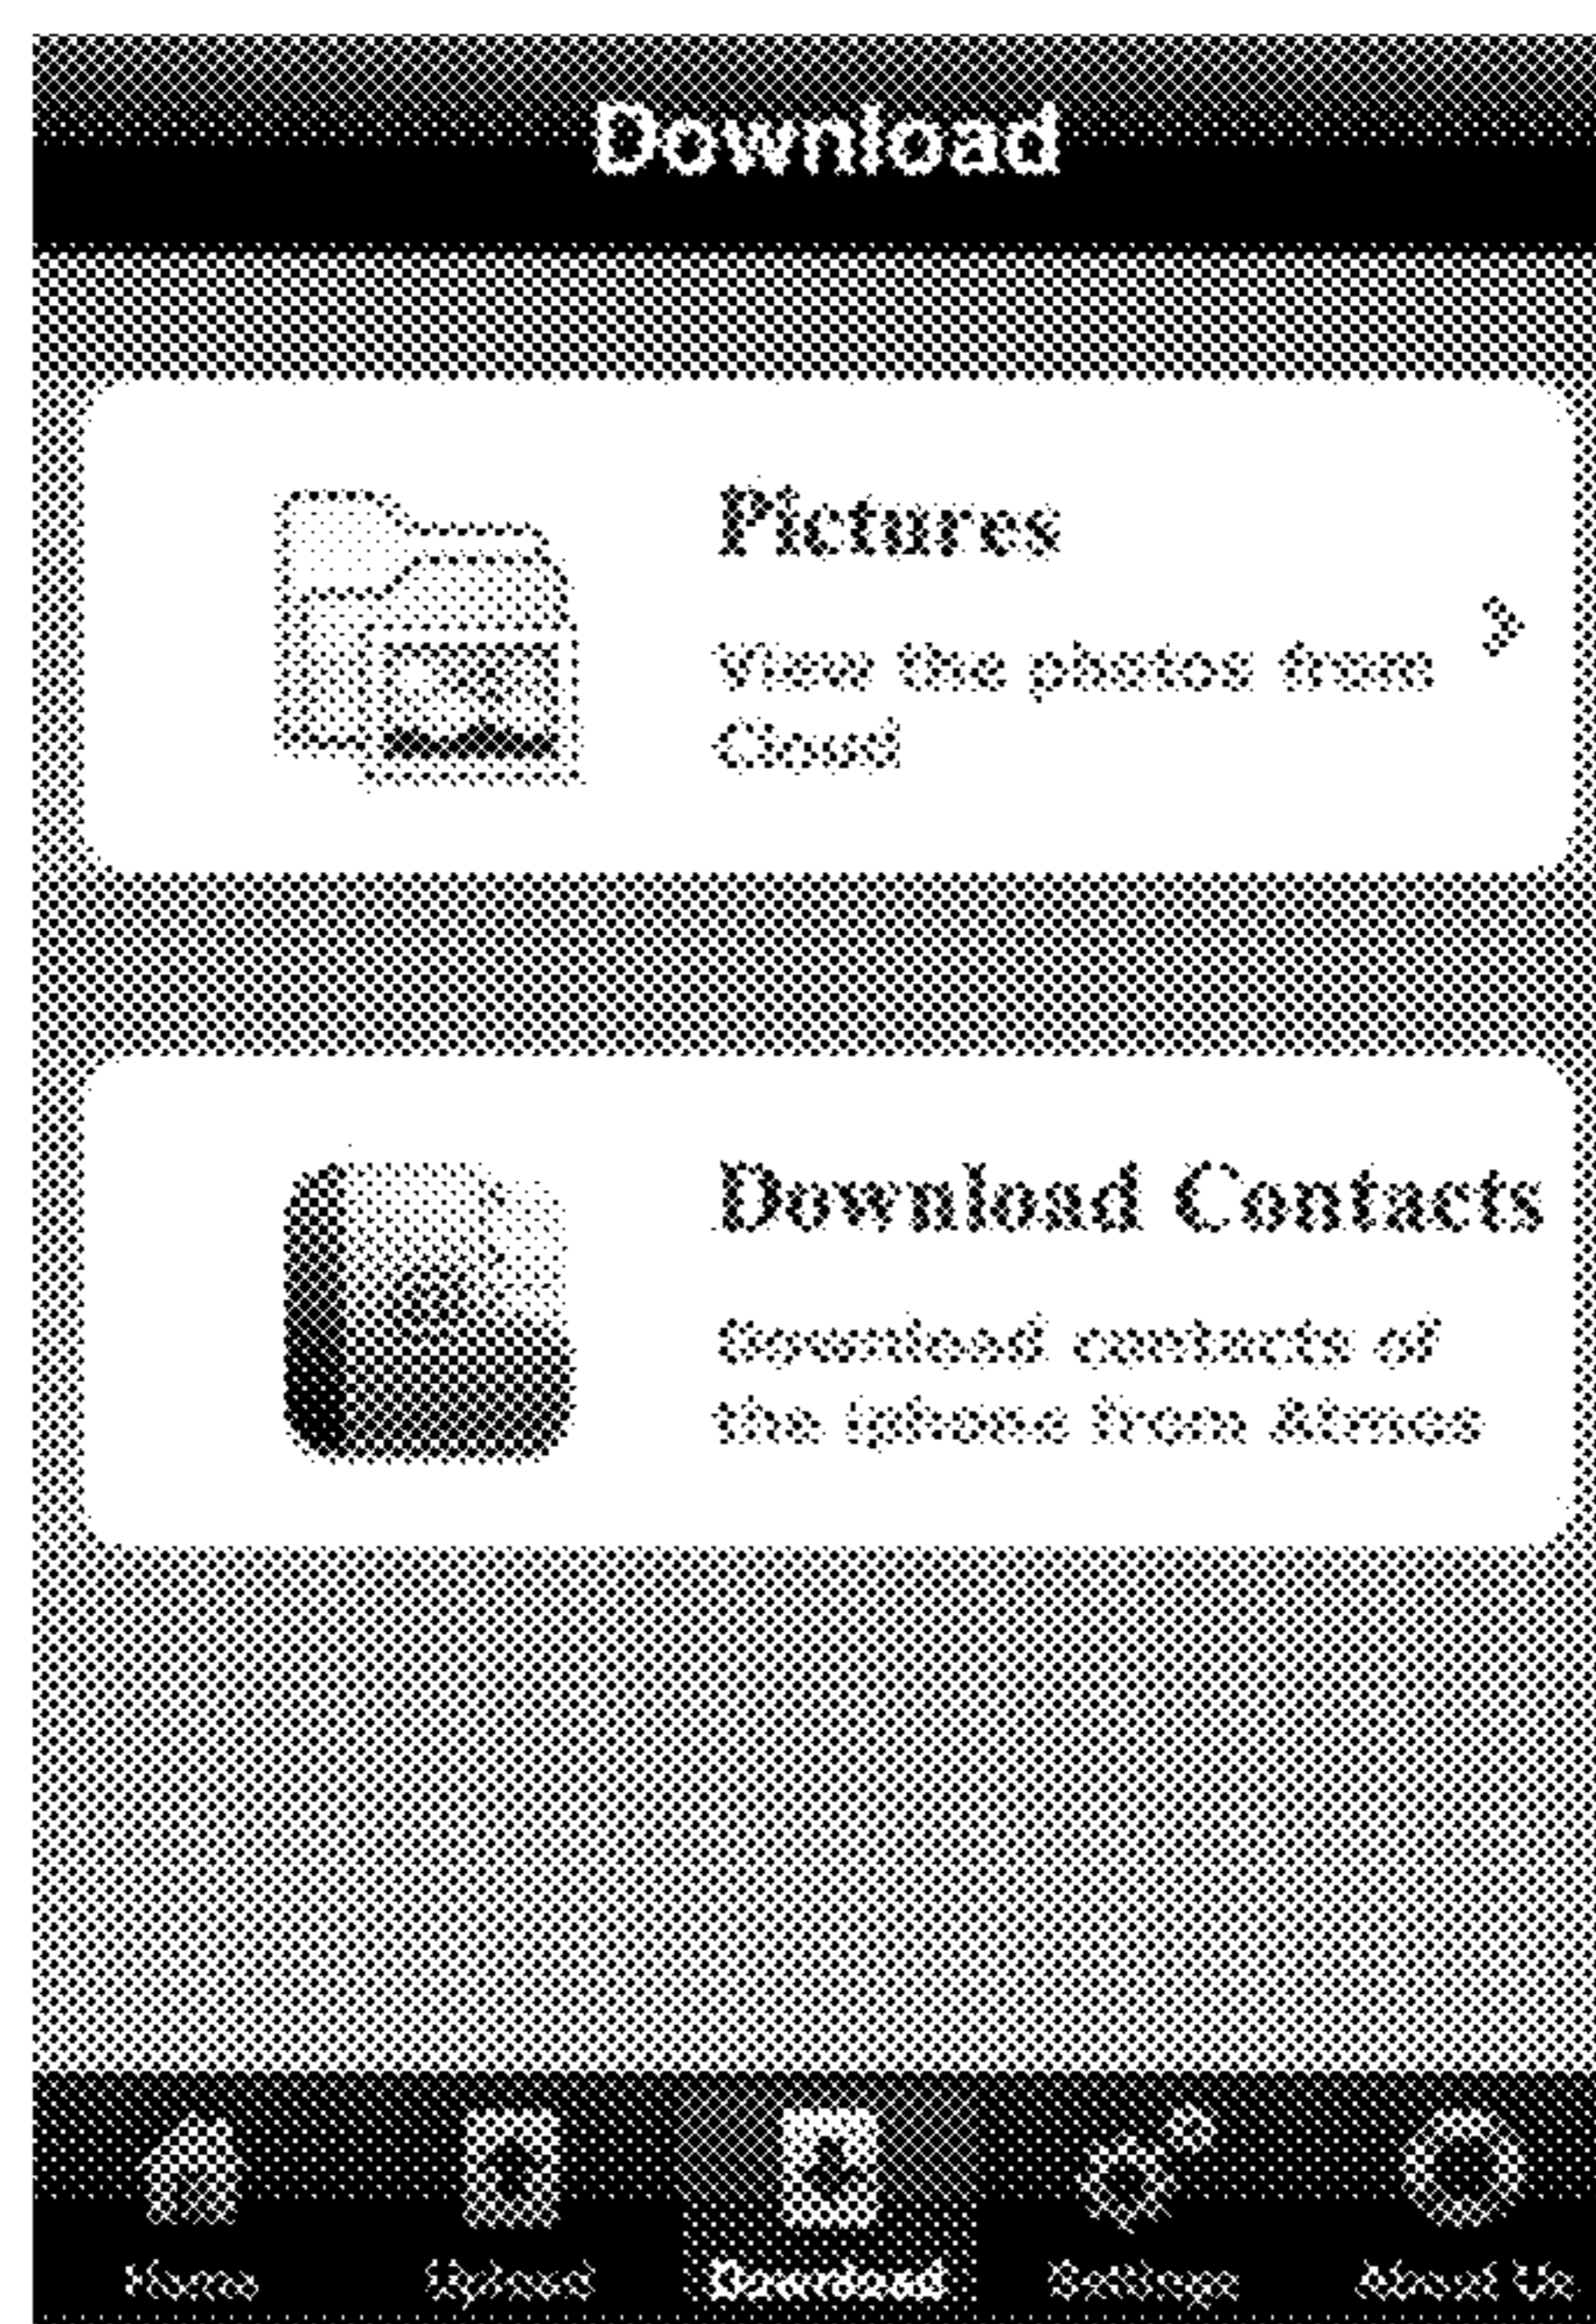 Download
Pictures
View the photos from
Cloud
Download Contacts
Download contacts of
the iphone from Atmos
Home
Upload
Download
Settings
About Us